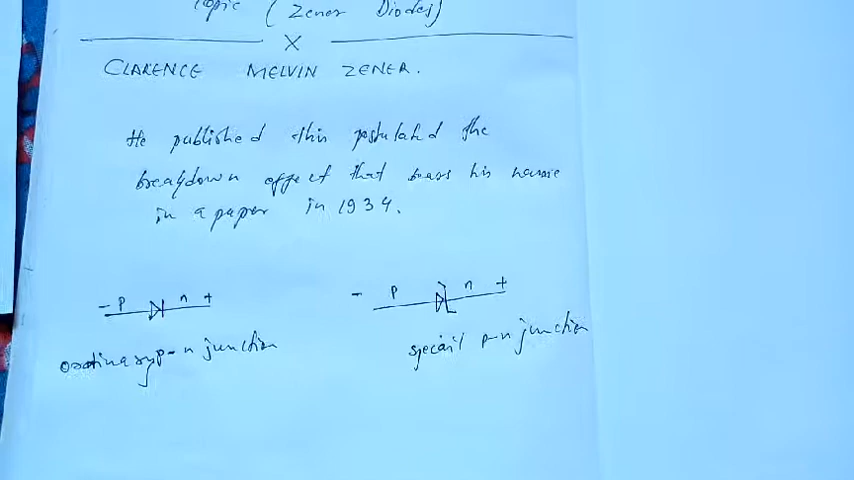 Topic ( Zener Diodes)
X
CLARENCE MELVIN ZENER.
He published this postulated the
breakdown effect that bears his name
in a paper in 1934.
- P n +
- P n +
ordinary p-n junction
specail p-n junction